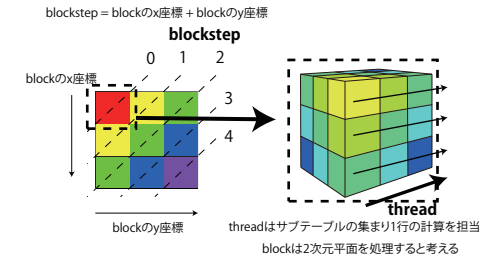 blockstep = blockのx座標 + blockのy座標
blockstep
0 1 2
blockのx座標
3
4
blockのy座標
thread
threadはサブテーブルの集まり1行の計算を担当
blockは2次元平面を処理すると考える